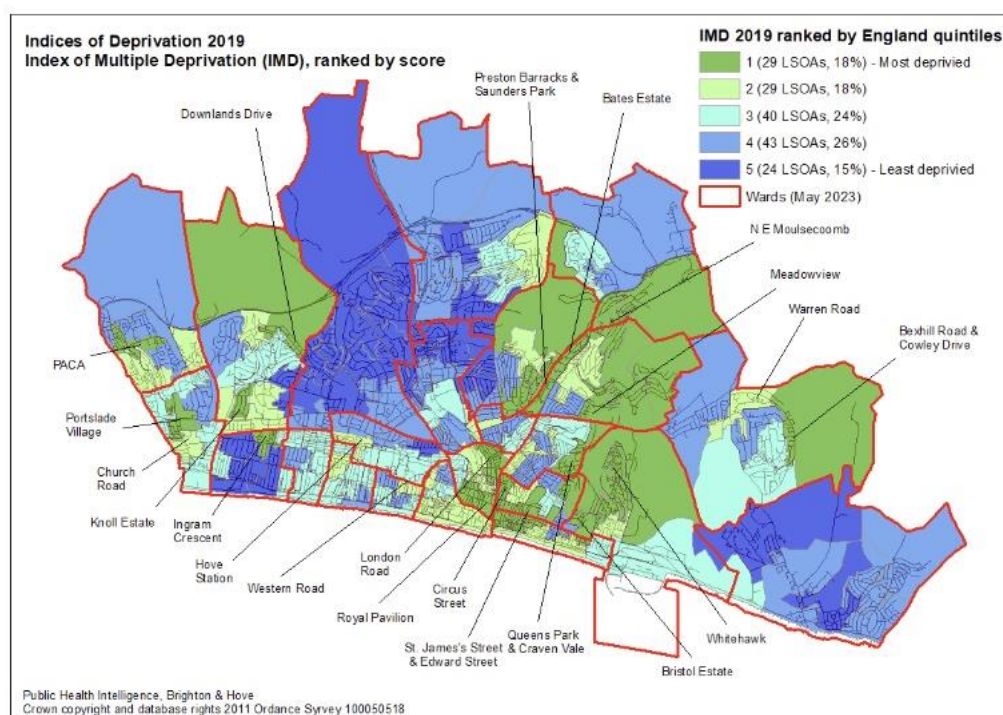 Indices of Deprivation 2019
Index of Multiple Deprivation (IMD), ranked by score
IMD 2019 ranked by England quintiles
1 (29 LSOAs, 18%) - Most deprived
2 (29 LSOAs, 18%)
3 (40 LSOAs, 24%)
4 (43 LSOAs, 26%)
5 (24 LSOAs, 15%) - Least deprivied
Wards (May 2023)
Preston Barracks &
Saunders Park
Bates Estate
Downlands Drive
N E Moulsecoomb
Meadowview
Warren Road
Bexhill Road &
Cowley Drive
PACA
Portslade
Village
Church
Road
Knoll Estate
Ingram
Crescent
Hove
Station
Western Road
London
Road
Royal Pavilion
Circus
Street
St. James's Street
& Edward Street
Queens Park
& Craven Vale
Bristol Estate
Whitehawk
Public Health Intelligence, Brighton & Hove
Crown copyright and database rights 2011 Ordance Syrvey 100050518